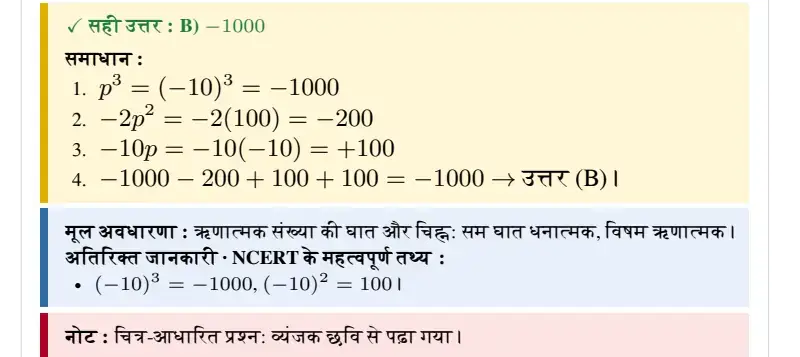 ✓ सही उत्तर : B) −1000
समाधान :
1. p³ = (−10)³ = −1000
2. −2p² = −2(100) = −200
3. −10p = −10(−10) = +100
4. −1000 − 200 + 100 + 100 = −1000 → उत्तर (B)।
मूल अवधारणा : ऋणात्मक संख्या की घात और चिह्न: सम घात धनात्मक, विषम ऋणात्मक।
अतिरिक्त जानकारी · NCERT के महत्वपूर्ण तथ्य :
• (−10)³ = −1000, (−10)² = 100।
नोट : चित्र-आधारित प्रश्न: व्यंजक छवि से पढ़ा गया।